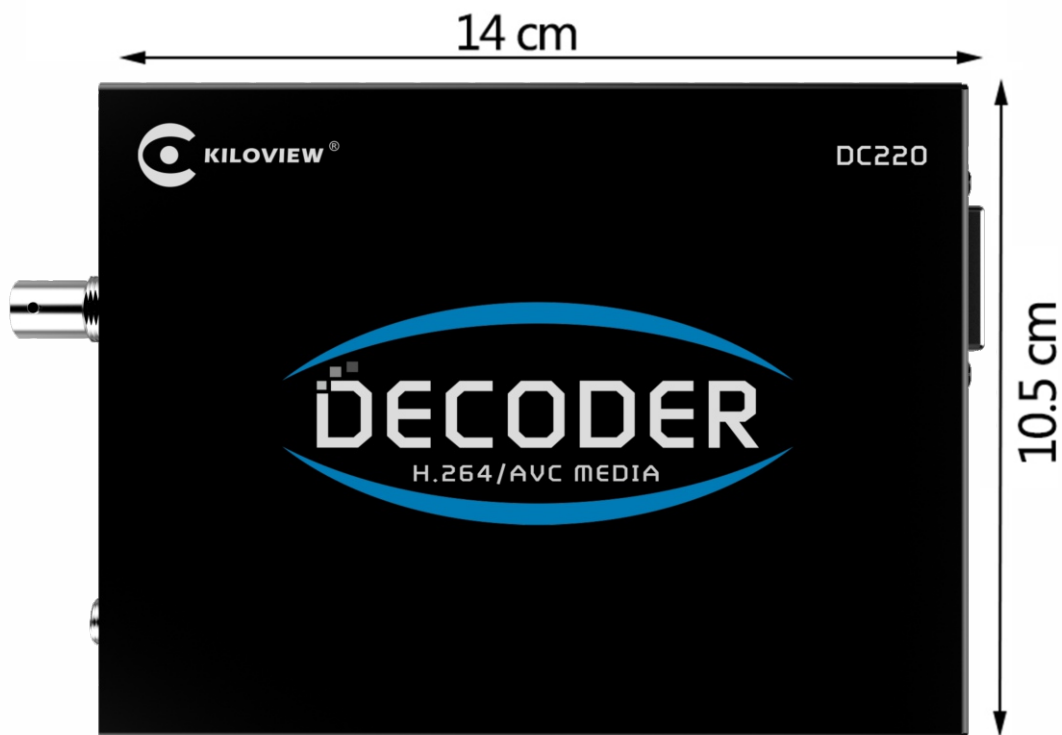 14 cm
KILOVIEW ®
DC220
10.5 cm
DECODER
H.264/AVC MEDIA